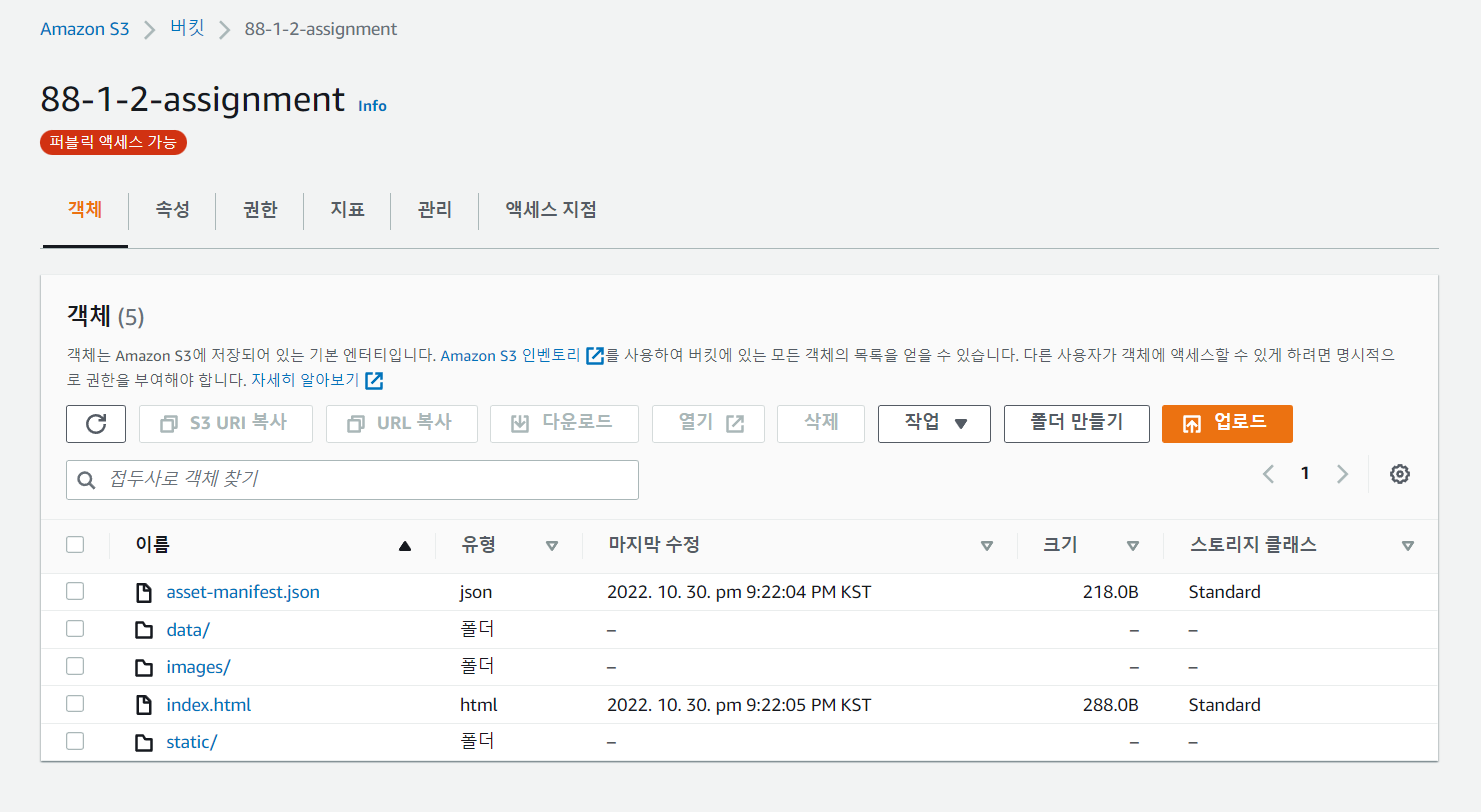 Amazon S3 > 버킷 > 88-1-2-assignment
88-1-2-assignment Info
퍼블릭 액세스 가능
객체 속성 권한 지표 관리 액세스 지점
객체 (5)
객체는 Amazon S3에 저장되어 있는 기본 엔터티입니다. Amazon S3 인벤토리를 사용하여 버킷에 있는 모든 객체의 목록을 얻을 수 있습니다. 다른 사용자가 객체에 액세스할 수 있게 하려면 명시적으
로 권한을 부여해야 합니다. 자세히 알아보기
S3 URI 복사 URL 복사 다운로드 열기 삭제 작업 폴더 만들기 업로드
접두사로 객체 찾기 1
이름 유형 마지막 수정 크기 스토리지 클래스
asset-manifest.json json 2022. 10. 30. pm 9:22:04 PM KST 218.0B Standard
data/ 폴더 – – –
images/ 폴더 – – –
index.html html 2022. 10. 30. pm 9:22:05 PM KST 288.0B Standard
static/ 폴더 – – –